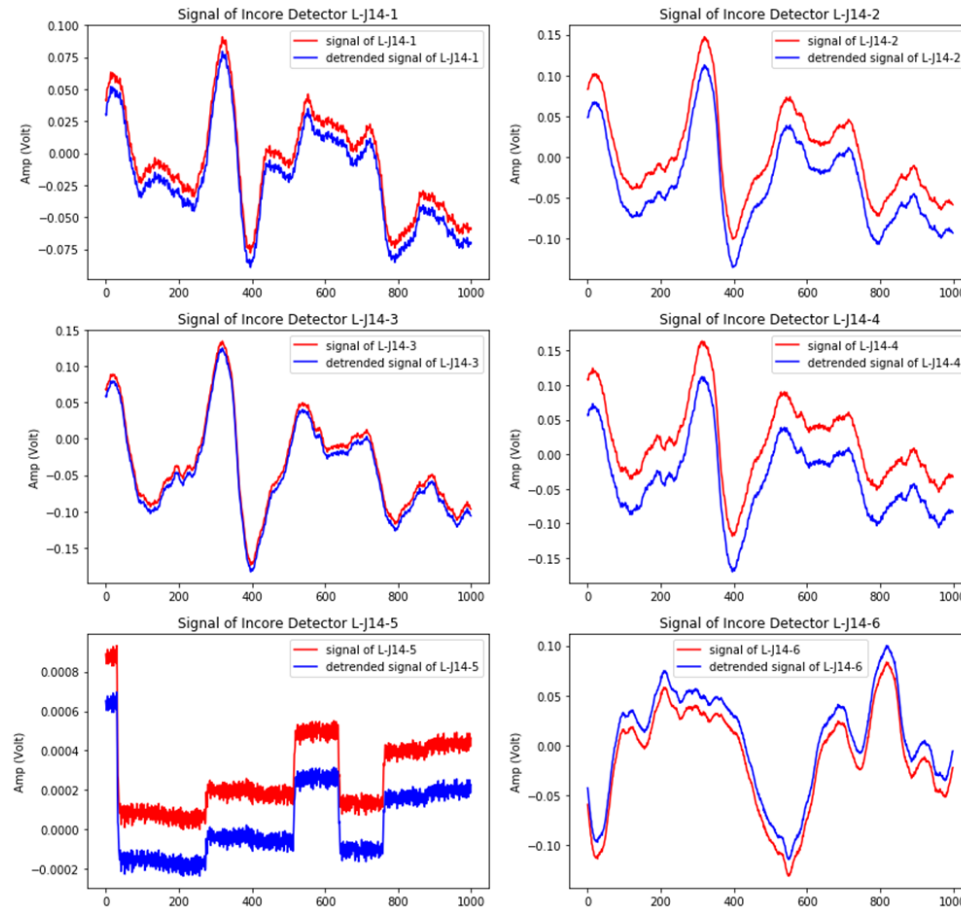 Signal of Incore Detector L-J14-1
signal of L-J14-1
detrended signal of L-J14-1
Amp (Volt)
0.100
0.075
0.050
0.025
0.000
−0.025
−0.050
−0.075
0 200 400 600 800 1000
Signal of Incore Detector L-J14-2
signal of L-J14-2
detrended signal of L-J14-2
Amp (Volt)
0.15
0.10
0.05
0.00
−0.05
−0.10
0 200 400 600 800 1000
Signal of Incore Detector L-J14-3
signal of L-J14-3
detrended signal of L-J14-3
Amp (Volt)
0.15
0.10
0.05
0.00
−0.05
−0.10
−0.15
0 200 400 600 800 1000
Signal of Incore Detector L-J14-4
signal of L-J14-4
detrended signal of L-J14-4
Amp (Volt)
0.15
0.10
0.05
0.00
−0.05
−0.10
−0.15
0 200 400 600 800 1000
Signal of Incore Detector L-J14-5
signal of L-J14-5
detrended signal of L-J14-5
Amp (Volt)
0.0008
0.0006
0.0004
0.0002
0.0000
−0.0002
0 200 400 600 800 1000
Signal of Incore Detector L-J14-6
signal of L-J14-6
detrended signal of L-J14-6
Amp (Volt)
0.10
0.05
0.00
−0.05
−0.10
0 200 400 600 800 1000